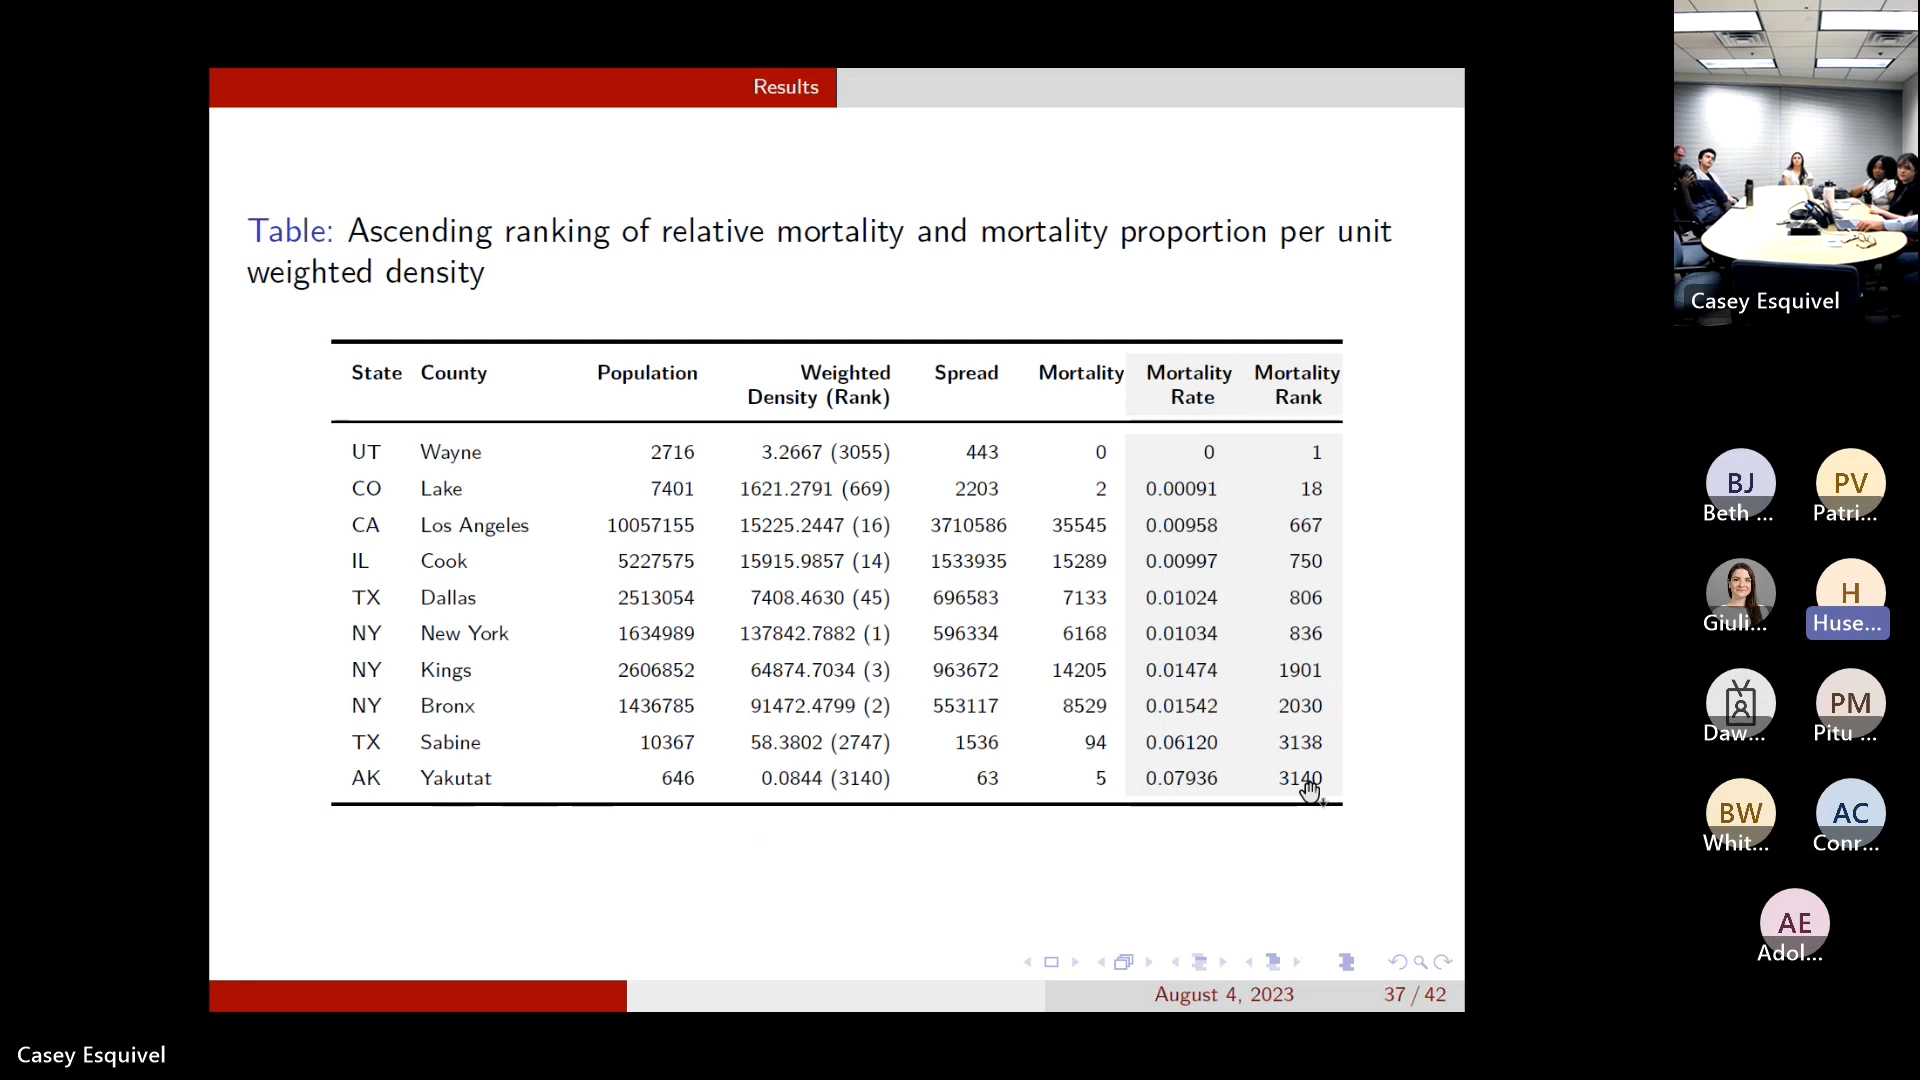 Results
Table: Ascending ranking of relative mortality and mortality proportion per unit
weighted density
State County Population Weighted Density (Rank) Spread Mortality Mortality Rate Mortality Rank
UT Wayne 2716 3.2667 (3055) 443 0 0 1
CO Lake 7401 1621.2791 (669) 2203 2 0.00091 18
CA Los Angeles 10057155 15225.2447 (16) 3710586 35545 0.00958 667
IL Cook 5227575 15915.9857 (14) 1533935 15289 0.00997 750
TX Dallas 2513054 7408.4630 (45) 696583 7133 0.01024 806
NY New York 1634989 137842.7882 (1) 596334 6168 0.01034 836
NY Kings 2606852 64874.7034 (3) 963672 14205 0.01474 1901
NY Bronx 1436785 91472.4799 (2) 553117 8529 0.01542 2030
TX Sabine 10367 58.3802 (2747) 1536 94 0.06120 3138
AK Yakutat 646 0.0844 (3140) 63 5 0.07936 3140
August 4, 2023 37 / 42
Casey Esquivel
Casey Esquivel
BJ PV
Beth ... Patri...
H
Giuli... Huse...
PM
Daw... Pitu ...
BW AC
Whit... Conr...
AE
Adol...